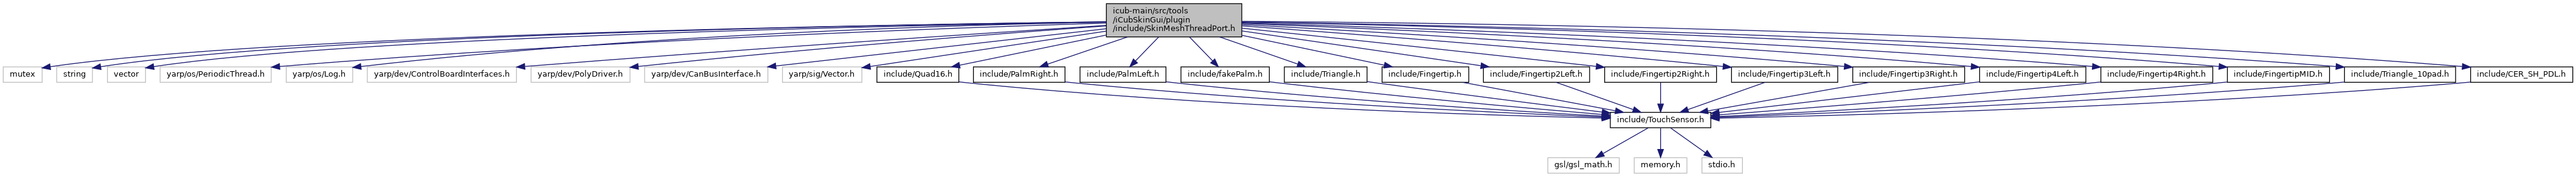 icub-main/src/tools
/iCubSkinGui/plugin
/include/SkinMeshThreadPort.h
mutex
string
vector
yarp/os/PeriodicThread.h
yarp/os/Log.h
yarp/dev/ControlBoardInterfaces.h
yarp/dev/PolyDriver.h
yarp/dev/CanBusInterface.h
yarp/sig/Vector.h
include/Quad16.h
include/PalmRight.h
include/PalmLeft.h
include/fakePalm.h
include/Triangle.h
include/Fingertip.h
include/Fingertip2Left.h
include/Fingertip2Right.h
include/Fingertip3Left.h
include/Fingertip3Right.h
include/Fingertip4Left.h
include/Fingertip4Right.h
include/FingertipMID.h
include/Triangle_10pad.h
include/CER_SH_PDL.h
include/TouchSensor.h
gsl/gsl_math.h
memory.h
stdio.h